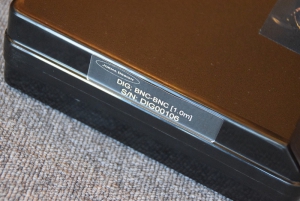 DIG: BNC-BNC [1.0m]
S/N: DIG00106